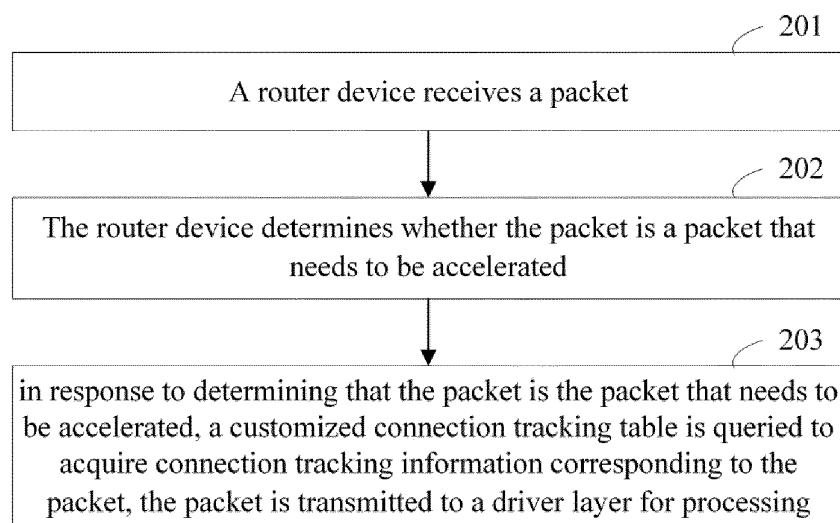 201
A router device receives a packet
202
The router device determines whether the packet is a packet that
needs to be accelerated
203
in response to determining that the packet is the packet that needs to
be accelerated, a customized connection tracking table is queried to
acquire connection tracking information corresponding to the
packet, the packet is transmitted to a driver layer for processing